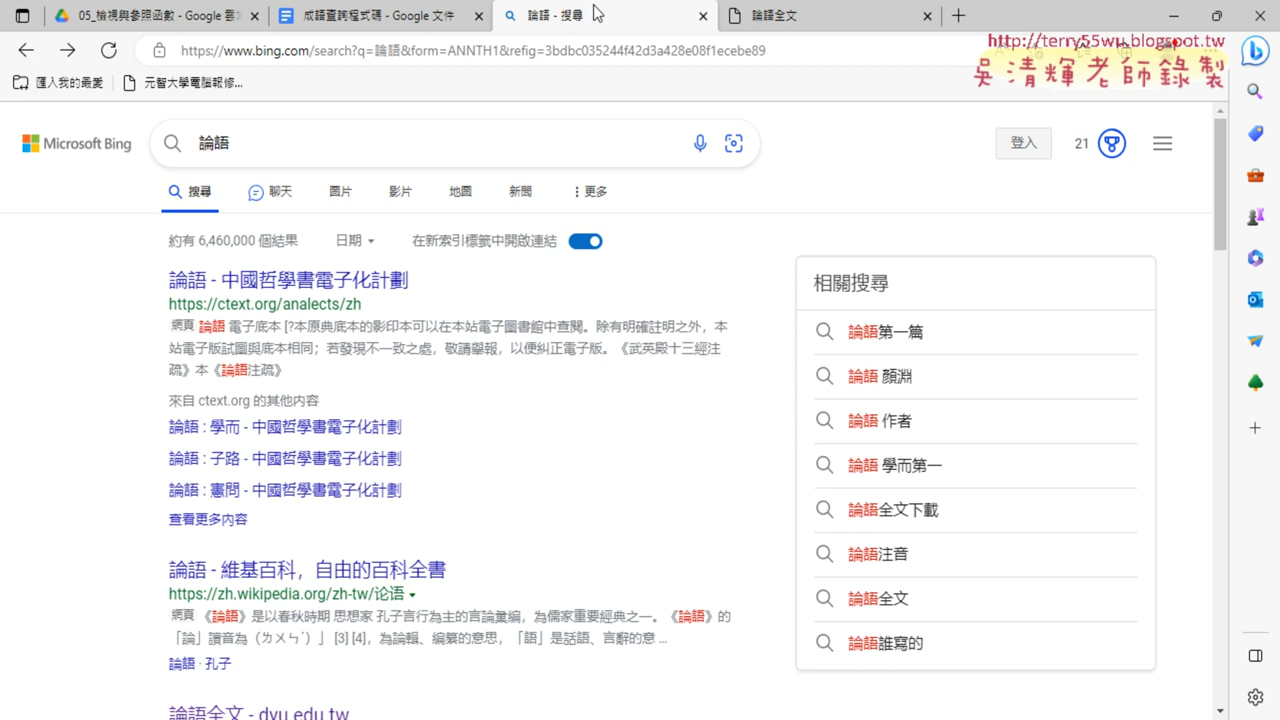 05_檢視與參照函數 - Google 雲端
成語查詢程式碼 - Google 文件
論語 - 搜尋
論語全文
https://www.bing.com/search?q=論語&form=ANNTH1&refig=3bdbc035244f42d3a428e08f1ecebe89
http://terry55wu.blogspot.tw
吳清輝老師錄製
匯入我的最愛
元智大學電腦報修...
Microsoft Bing
論語
登入
21
搜尋
聊天
圖片
影片
地圖
新聞
更多
約有 6,460,000 個結果
日期
在新索引標籤中開啟連結
論語 - 中國哲學書電子化計劃
https://ctext.org/analects/zh
網頁 論語 電子底本 [?本原典底本的影印本可以在本站電子圖書館中查閱。除有明確註明之外，本
站電子版試圖與底本相同；若發現不一致之處，敬請舉報，以便糾正電子版。《武英殿十三經注
疏》本《論語注疏》
來自 ctext.org 的其他內容
論語 : 學而 - 中國哲學書電子化計劃
論語 : 子路 - 中國哲學書電子化計劃
論語 : 憲問 - 中國哲學書電子化計劃
查看更多內容
論語 - 維基百科，自由的百科全書
https://zh.wikipedia.org/zh-tw/论语
網頁 《論語》是以春秋時期 思想家 孔子言行為主的言論彙編，為儒家重要經典之一。《論語》的
「論」讀音為（ㄌㄨㄣˊ）」 [3] [4]，為論輯、編纂的意思，「語」是話語、言辭的意 ...
論語 · 孔子
論語全文 - dyu.edu.tw
相關搜尋
論語第一篇
論語 顏淵
論語 作者
論語 學而第一
論語全文下載
論語注音
論語全文
論語誰寫的